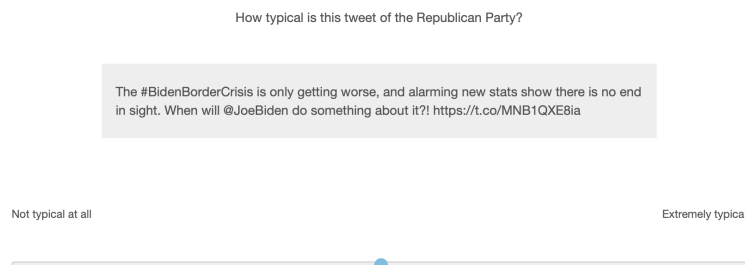 How typical is this tweet of the Republican Party?
The #BidenBorderCrisis is only getting worse, and alarming new stats show there is no end
in sight. When will @JoeBiden do something about it?! https://t.co/MNB1QXE8ia
Not typical at all
Extremely typica